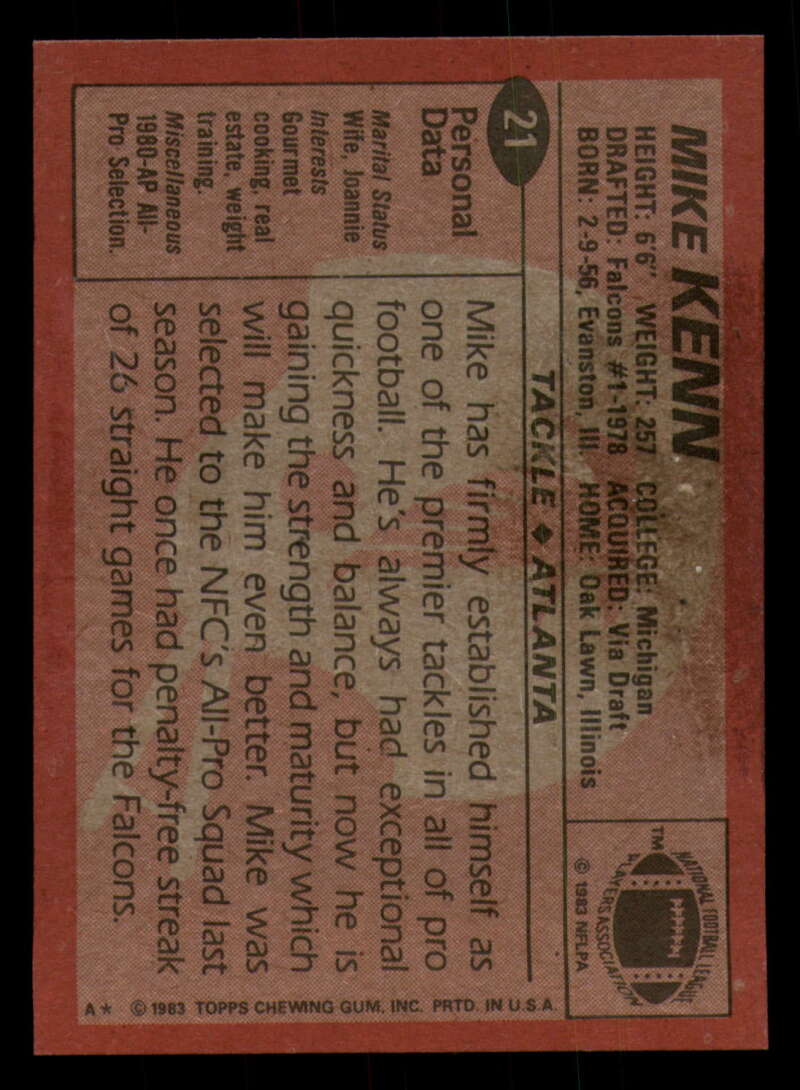 MIKE KENN
HEIGHT: 6'6" WEIGHT: 257 COLLEGE: Michigan
DRAFTED: Falcons #1-1978 ACQUIRED: Via Draft
BORN: 2-9-56, Evanston, Ill. HOME: Oak Lawn, Illinois
NATIONAL FOOTBALL LEAGUE
PLAYERS ASSOCIATION
TM
© 1983 NFLPA
21
TACKLE ◆ ATLANTA
Personal
Data
Marital Status
Wife, Joannie
Interests
Gourmet
cooking, real
estate, weight
training.
Miscellaneous
1980-AP All-
Pro Selection.
Mike has firmly established himself as
one of the premier tackles in all of pro
football. He's always had exceptional
quickness and balance, but now he is
gaining the strength and maturity which
will make him even better. Mike was
selected to the NFC's All-Pro Squad last
season. He once had penalty-free streak
of 26 straight games for the Falcons.
A* © 1983 TOPPS CHEWING GUM, INC. PRTD. IN U.S.A.